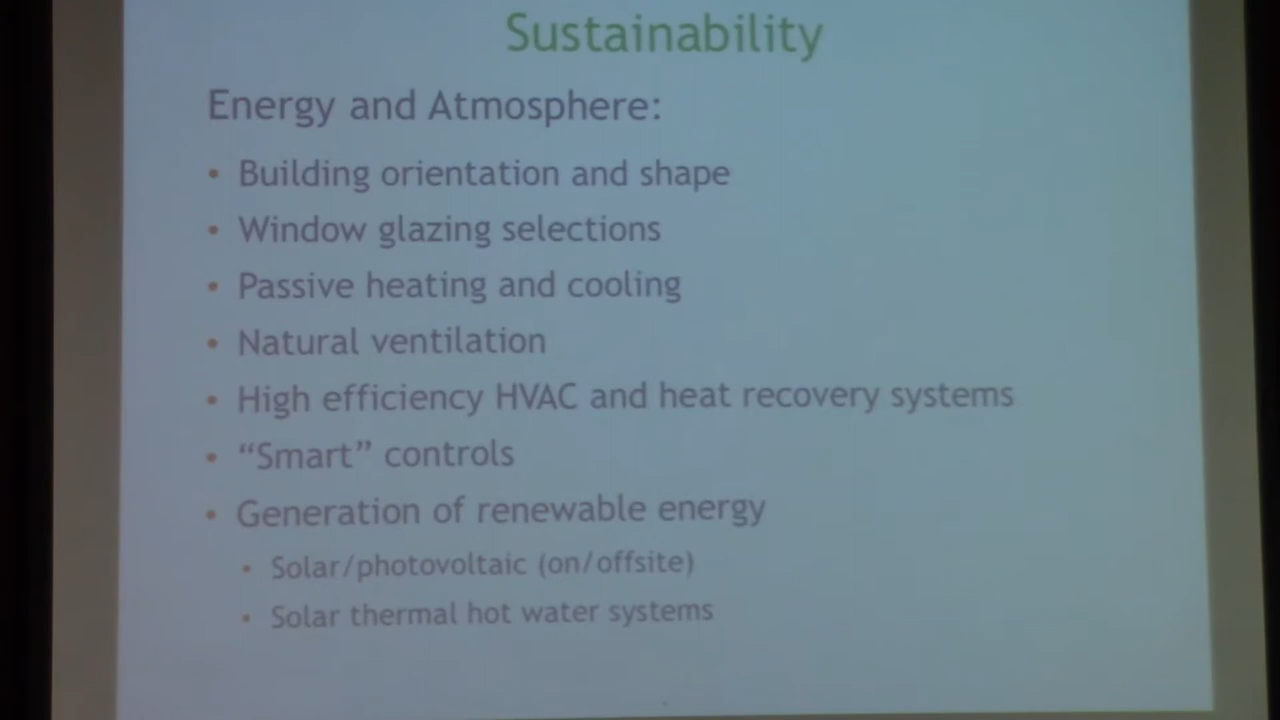 Sustainability
Energy and Atmosphere:
• Building orientation and shape
• Window glazing selections
• Passive heating and cooling
• Natural ventilation
• High efficiency HVAC and heat recovery systems
• “Smart” controls
• Generation of renewable energy
• Solar/photovoltaic (on/offsite)
• Solar thermal hot water systems